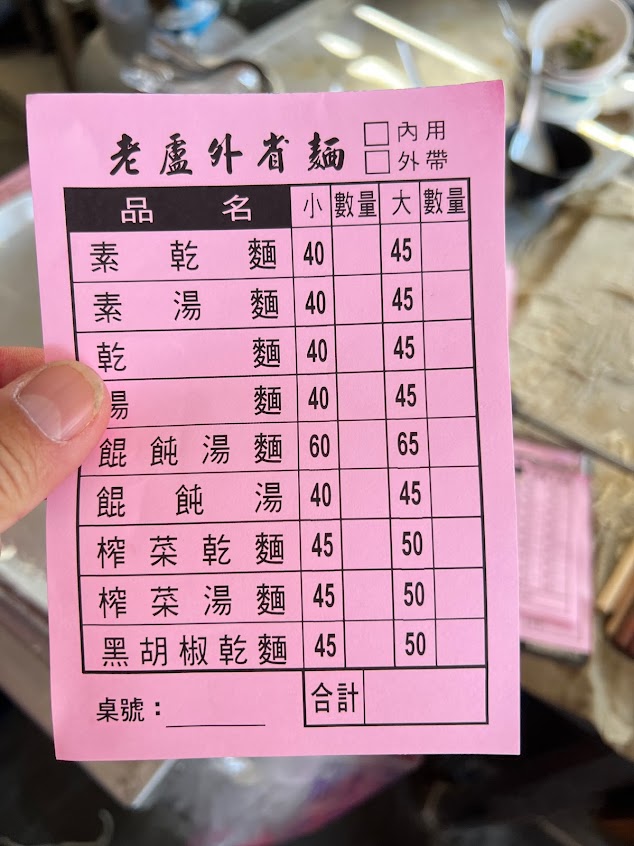 老盧外省麵
□內用
□外帶
品名 小 數量 大 數量
素乾麵 40 45
素湯麵 40 45
乾麵 40 45
湯麵 40 45
餛飩湯麵 60 65
餛飩湯 40 45
榨菜乾麵 45 50
榨菜湯麵 45 50
黑胡椒乾麵 45 50
桌號：
合計